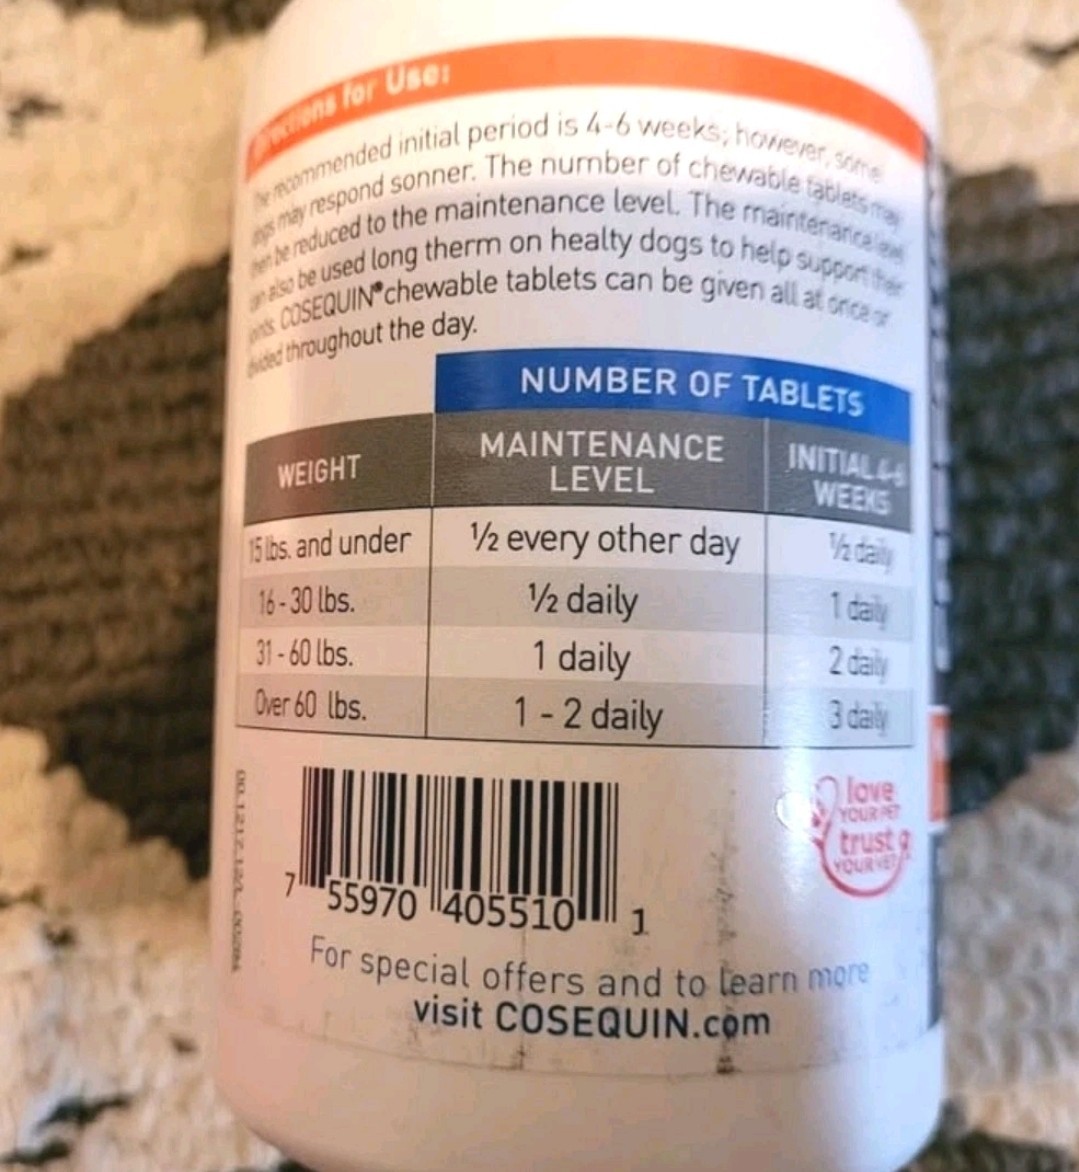 Directions for Use:
The recommended initial period is 4-6 weeks; however, some
dogs may respond sonner. The number of chewable tablets may
then be reduced to the maintenance level. The maintenance level
can also be used long therm on healty dogs to help support their
joints. COSEQUIN® chewable tablets can be given all at once or
divided throughout the day.
NUMBER OF TABLETS
WEIGHT MAINTENANCE LEVEL INITIAL 4-6 WEEKS
15 lbs. and under ½ every other day ½ daily
16 - 30 lbs. ½ daily 1 daily
31 - 60 lbs. 1 daily 2 daily
Over 60 lbs. 1 - 2 daily 3 daily
love
YOUR PET
trust
YOUR VET
7 55970 405510 1
For special offers and to learn more
visit COSEQUIN.com